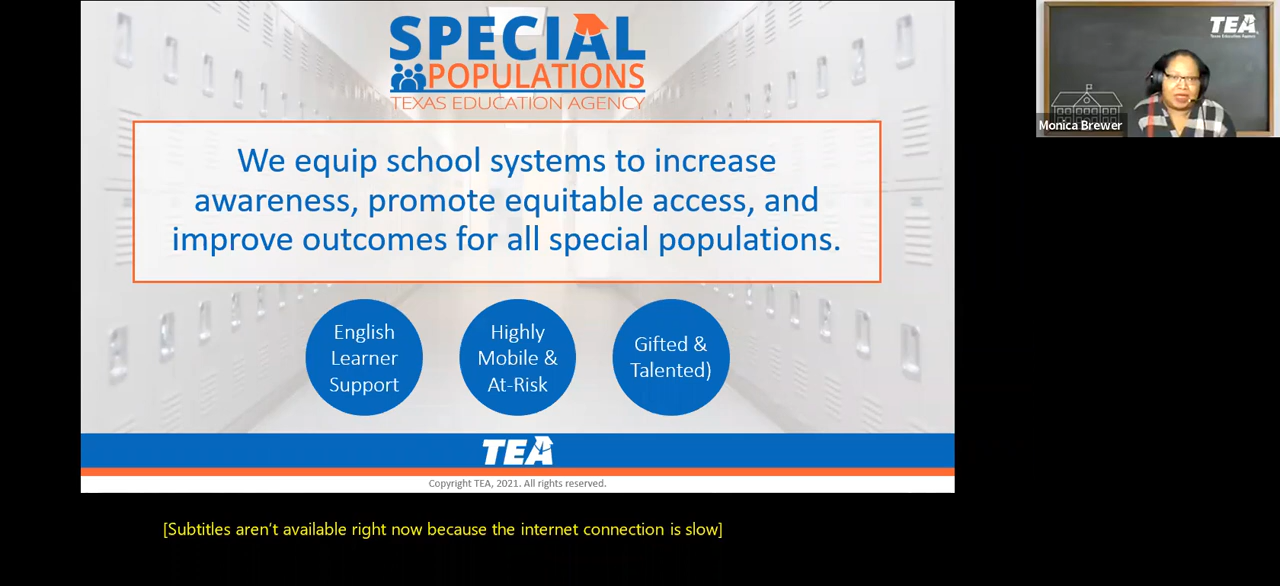 SPECIAL
POPULATIONS
TEXAS EDUCATION AGENCY
We equip school systems to increase
awareness, promote equitable access, and
improve outcomes for all special populations.
English
Learner
Support
Highly
Mobile &
At-Risk
Gifted &
Talented)
TEA
Copyright TEA, 2021. All rights reserved.
TEA
Texas Education Agency
Monica Brewer
[Subtitles aren't available right now because the internet connection is slow]